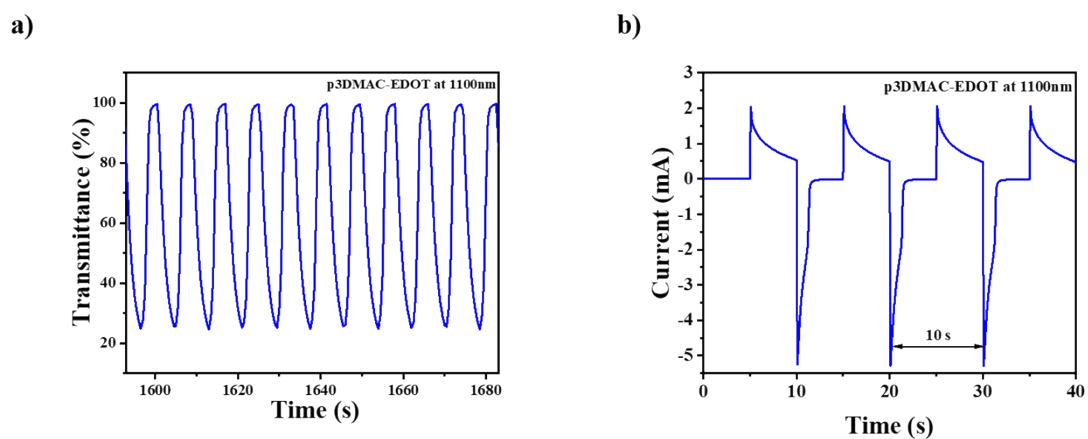 a)
p3DMAC-EDOT at 1100nm
100
80
60
40
20
Transmittance (%)
1600
1620
1640
1660
1680
Time (s)
b)
p3DMAC-EDOT at 1100nm
3
2
1
0
-1
-2
-3
-4
-5
Current (mA)
10 s
0
10
20
30
40
Time (s)